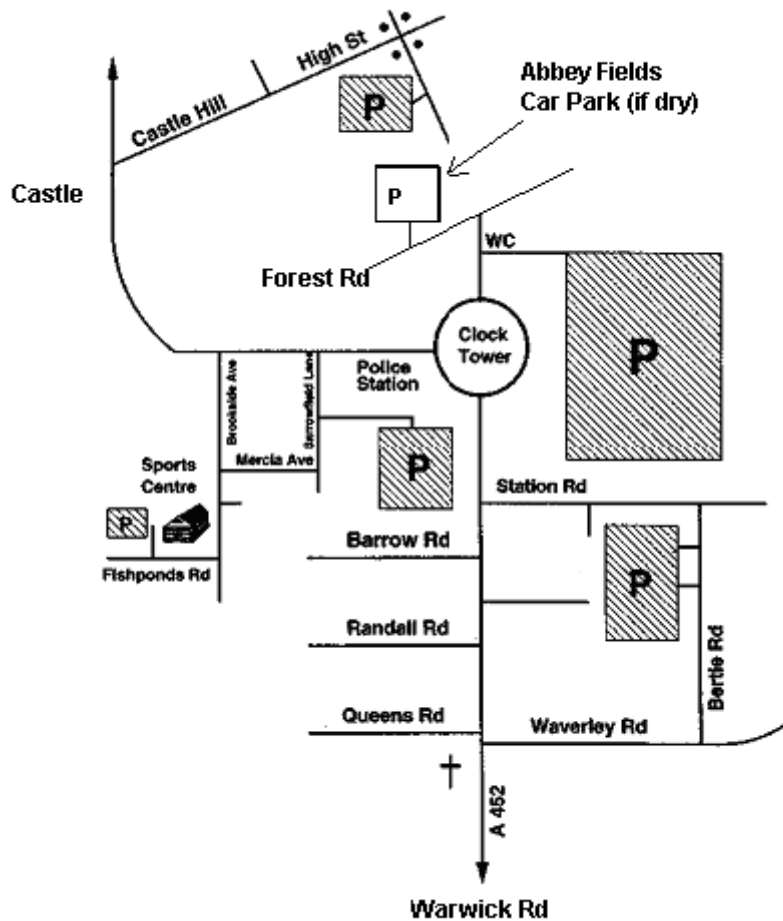 High St
Abbey Fields
Car Park (if dry)
P
Castle Hill
P
Castle
WC
Forest Rd
Clock
Tower
P
Police
Station
Brookside Ave
Barrowfield Lane
Mercia Ave
P
Sports
Centre
Station Rd
P
Barrow Rd
Fishponds Rd
P
Randall Rd
Bertie Rd
Queens Rd
Waverley Rd
A 452
Warwick Rd